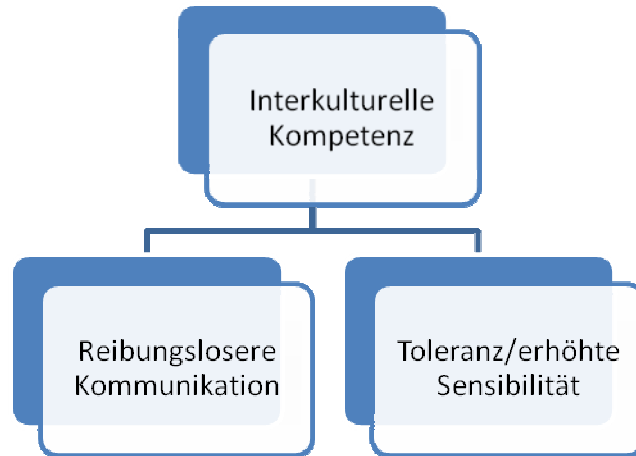 Interkulturelle
Kompetenz
Reibungslosere
Kommunikation
Toleranz/erhöhte
Sensibilität